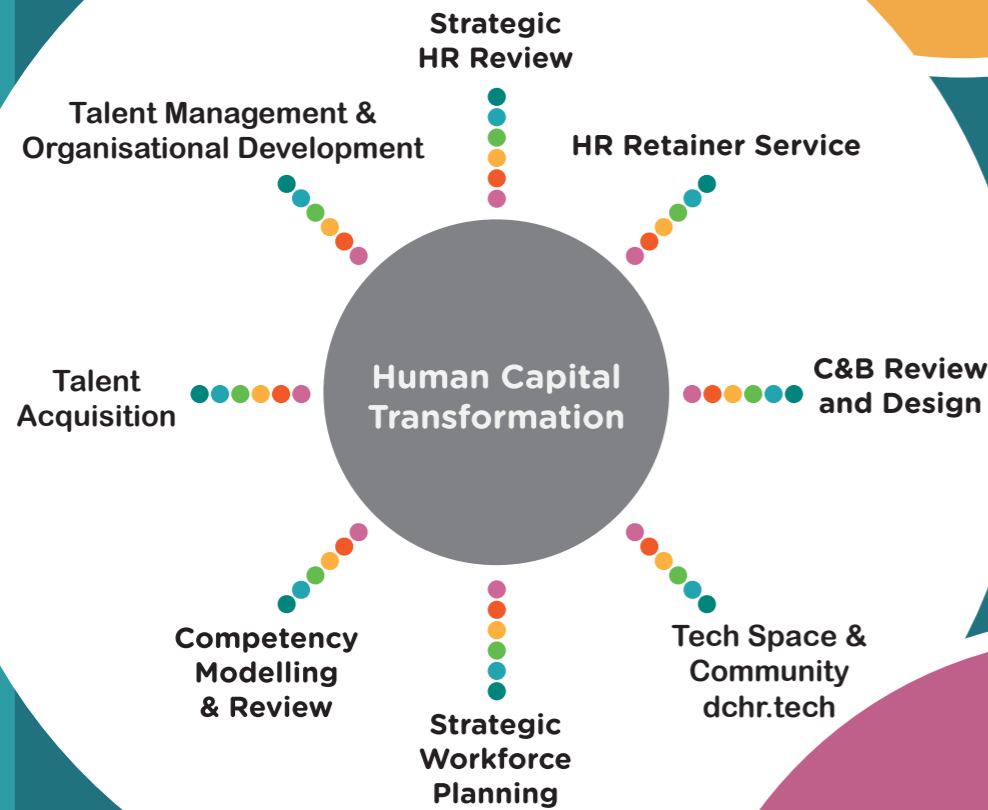 Strategic
HR Review
HR Retainer Service
C&B Review
and Design
Tech Space &
Community
dchr.tech
Strategic
Workforce
Planning
Competency
Modelling
& Review
Talent
Acquisition
Talent Management &
Organisational Development
Human Capital
Transformation